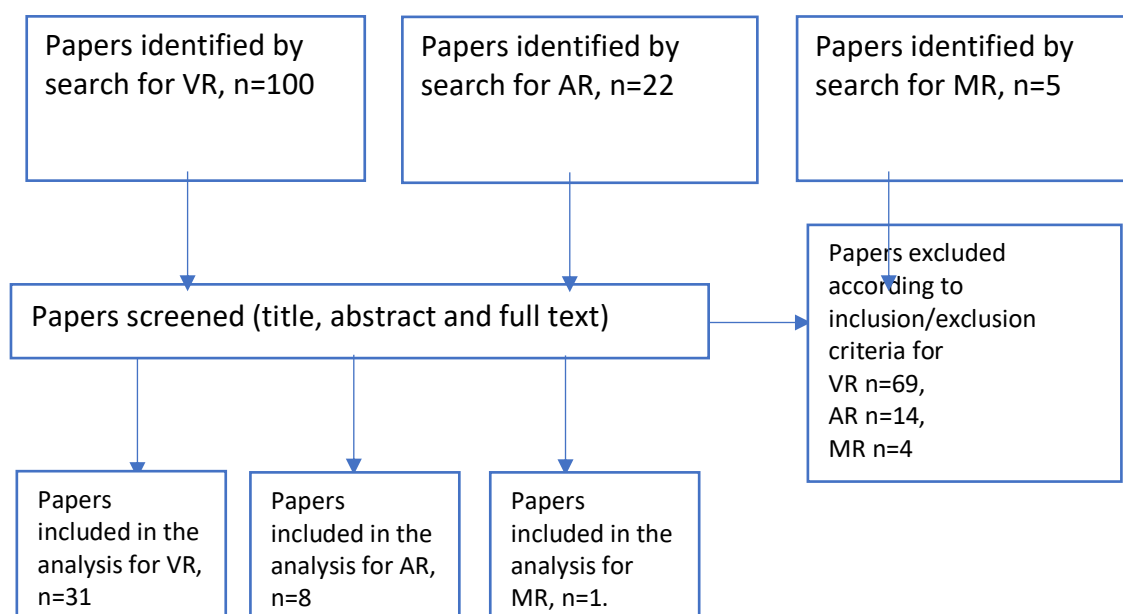 Papers identified by
search for VR, n=100
Papers identified by
search for AR, n=22
Papers identified by
search for MR, n=5
Papers screened (title, abstract and full text)
Papers excluded
according to
inclusion/exclusion
criteria for
VR n=69,
AR n=14,
MR n=4
Papers
included in the
analysis for VR,
n=31
Papers
included in the
analysis for AR,
n=8
Papers
included in the
analysis for
MR, n=1.